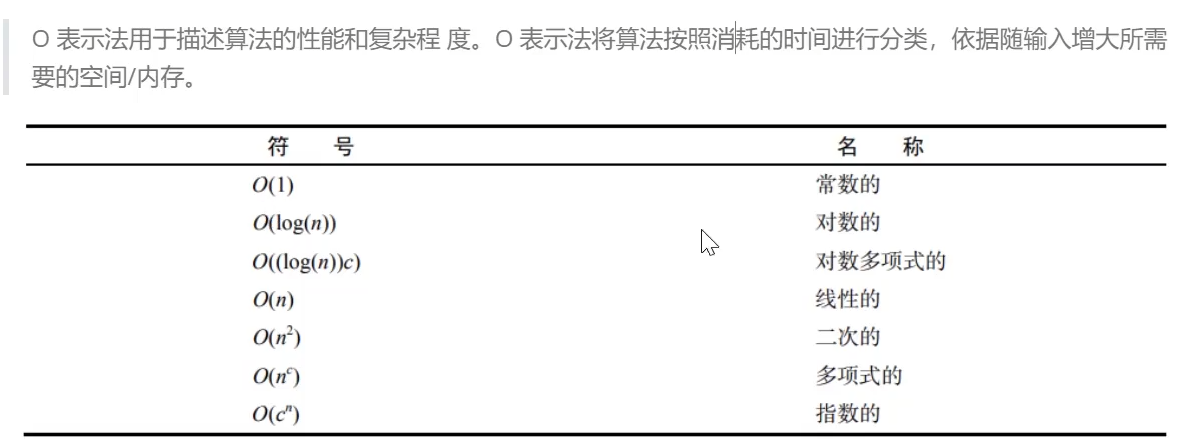 O 表示法用于描述算法的性能和复杂程 度。O 表示法将算法按照消耗的时间进行分类，依据随输入增大所需
要的空间/内存。
符 号 名 称
O(1) 常数的
O(log(n)) 对数的
O((log(n))c) 对数多项式的
O(n) 线性的
O(n²) 二次的
O(nᶜ) 多项式的
O(cⁿ) 指数的